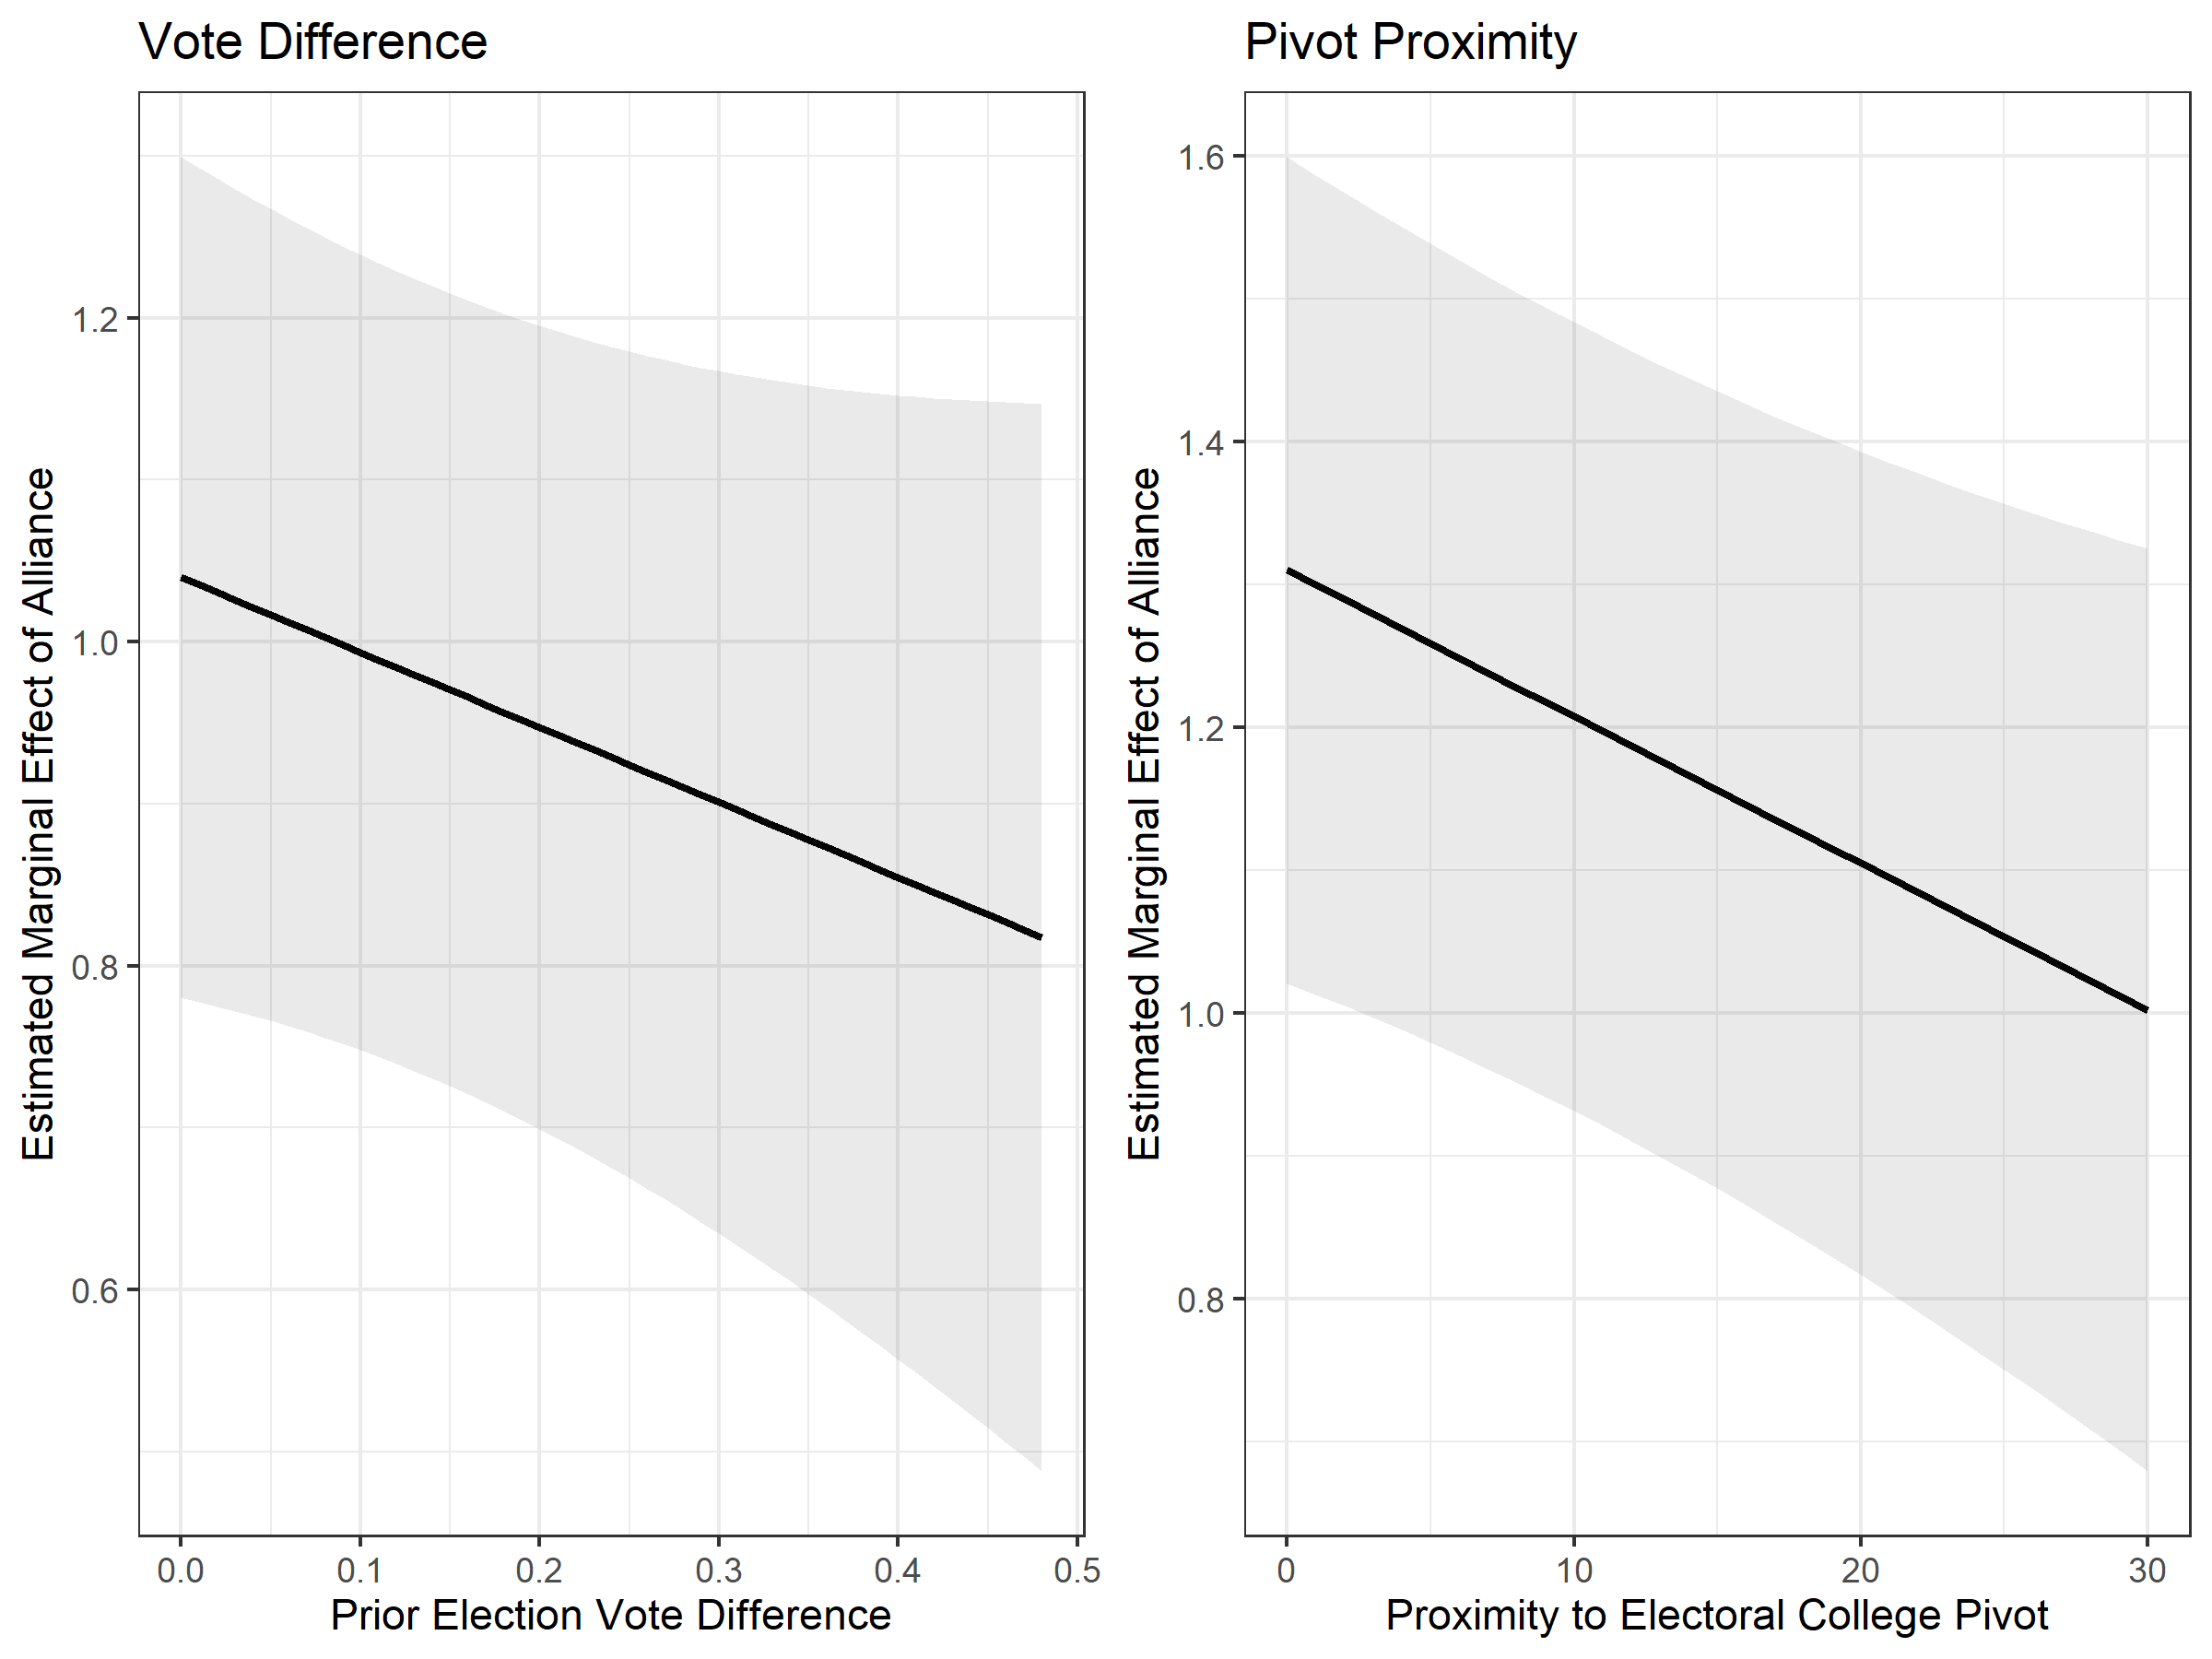 Vote Difference
Estimated Marginal Effect of Alliance
1.2
1.0
0.8
0.6
0.0 0.1 0.2 0.3 0.4 0.5
Prior Election Vote Difference
Pivot Proximity
Estimated Marginal Effect of Alliance
1.6
1.4
1.2
1.0
0.8
0 10 20 30
Proximity to Electoral College Pivot